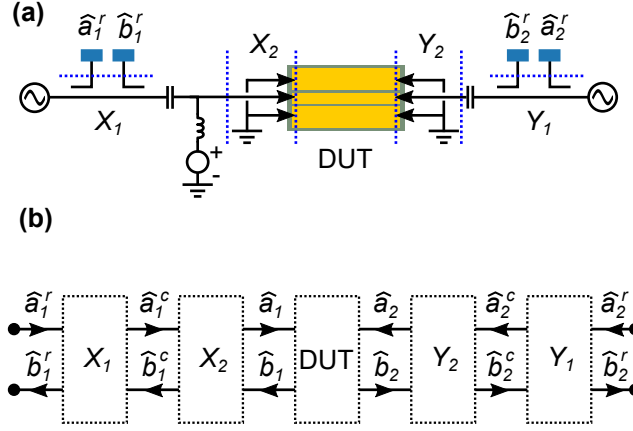 (a)
â₁ʳ b̂₁ʳ X₂ Y₂ b̂₂ʳ â₂ʳ
X₁ Y₁
+
-
DUT
(b)
â₁ʳ â₁ᶜ â₁ â₂ â₂ᶜ â₂ʳ
X₁ X₂ DUT Y₂ Y₁
b̂₁ʳ b̂₁ᶜ b̂₁ b̂₂ b̂₂ᶜ b̂₂ʳ